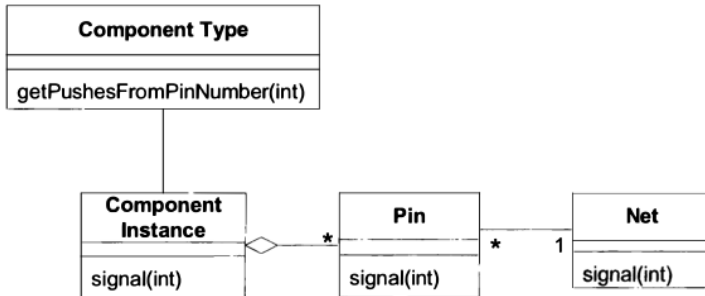 Component Type
getPushesFromPinNumber(int)
Component
Instance
*
signal(int)
Pin
signal(int)
*
1
Net
signal(int)